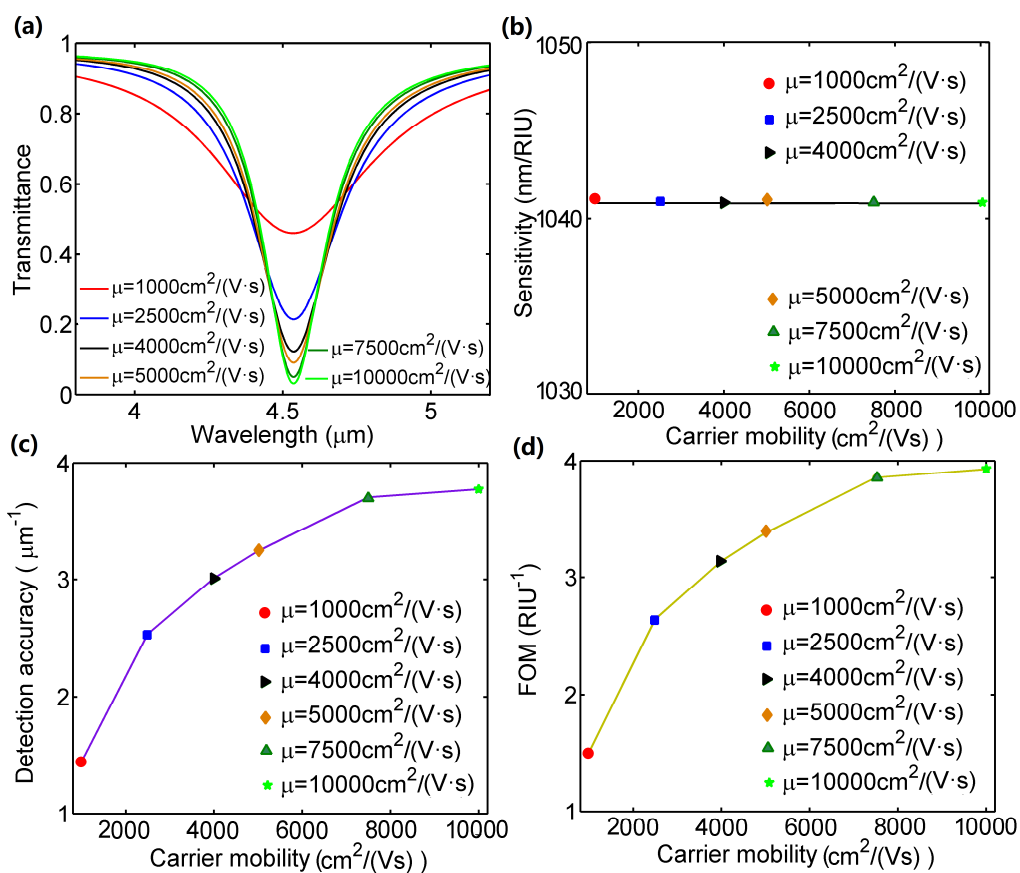 (a)
1
0.8
0.6
0.4
0.2
0
Transmittance
μ=1000cm²/(V·s)
μ=2500cm²/(V·s)
μ=4000cm²/(V·s)
μ=5000cm²/(V·s)
μ=7500cm²/(V·s)
μ=10000cm²/(V·s)
4
4.5
5
Wavelength (μm)
(b)
1050
1040
1030
Sensitivity (nm/RIU)
μ=1000cm²/(V·s)
μ=2500cm²/(V·s)
μ=4000cm²/(V·s)
μ=5000cm²/(V·s)
μ=7500cm²/(V·s)
μ=10000cm²/(V·s)
2000
4000
6000
8000
10000
Carrier mobility (cm²/(Vs) )
(c)
4
3
2
1
Detection accuracy ( μm⁻¹)
μ=1000cm²/(V·s)
μ=2500cm²/(V·s)
μ=4000cm²/(V·s)
μ=5000cm²/(V·s)
μ=7500cm²/(V·s)
μ=10000cm²/(V·s)
2000
4000
6000
8000
10000
Carrier mobility (cm²/(Vs) )
(d)
4
3
2
1
FOM (RIU⁻¹)
μ=1000cm²/(V·s)
μ=2500cm²/(V·s)
μ=4000cm²/(V·s)
μ=5000cm²/(V·s)
μ=7500cm²/(V·s)
μ=10000cm²/(V·s)
2000
4000
6000
8000
10000
Carrier mobility (cm²/(Vs) )